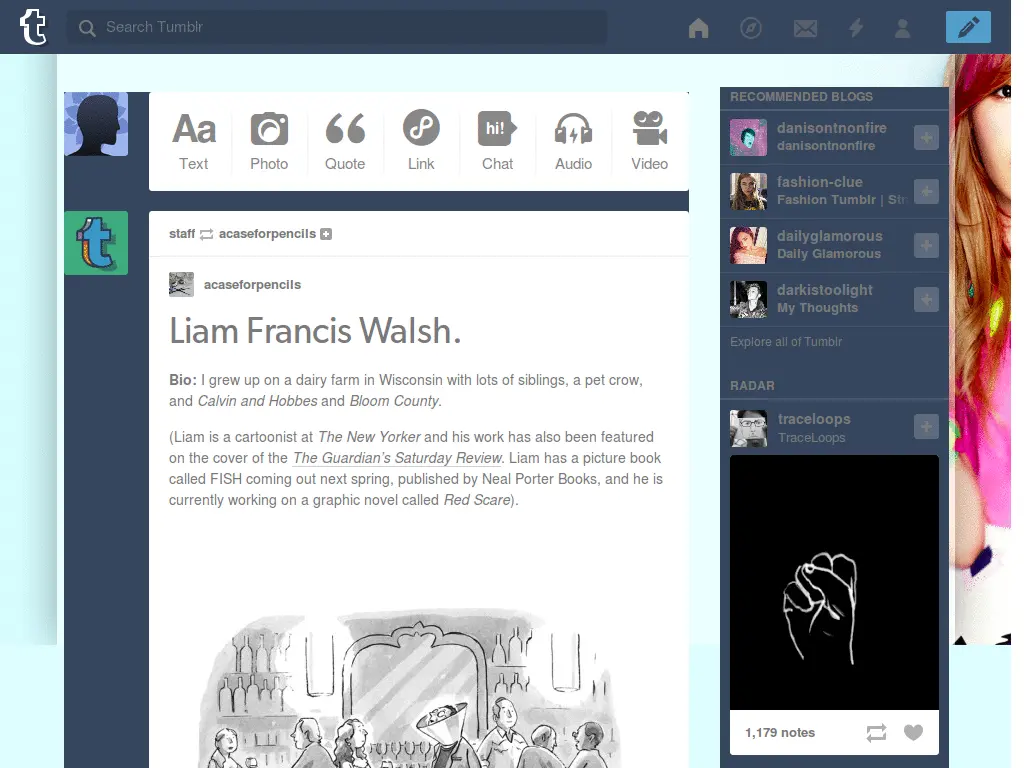 t
Search Tumblr
Aa
hi!
Text
Photo
Quote
Link
Chat
Audio
Video
t
staff acaseforpencils
acaseforpencils
Liam Francis Walsh.
Bio: I grew up on a dairy farm in Wisconsin with lots of siblings, a pet crow,
and Calvin and Hobbes and Bloom County.
(Liam is a cartoonist at The New Yorker and his work has also been featured
on the cover of the The Guardian’s Saturday Review. Liam has a picture book
called FISH coming out next spring, published by Neal Porter Books, and he is
currently working on a graphic novel called Red Scare).
RECOMMENDED BLOGS
danisontnonfire
danisontnonfire
fashion-clue
Fashion Tumblr |
dailyglamorous
Daily Glamorous
darkistoolight
My Thoughts
Explore all of Tumblr
RADAR
traceloops
TraceLoops
1,179 notes